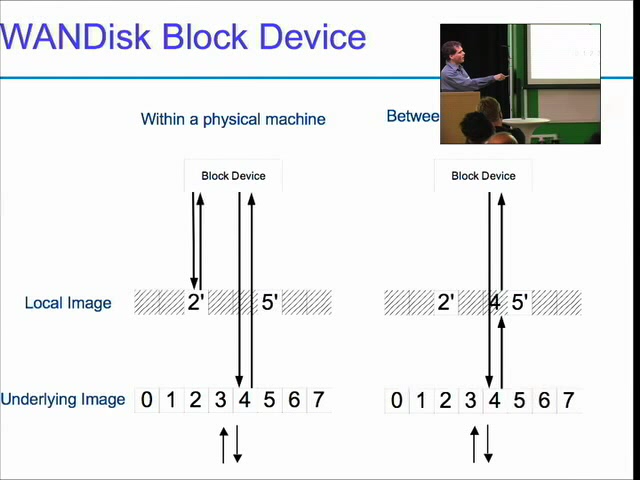 WANDisk Block Device
Within a physical machine
Betwee
Block Device
Block Device
Local Image
2' 5'
2' 4 5'
Underlying Image
0 1 2 3 4 5 6 7
0 1 2 3 4 5 6 7